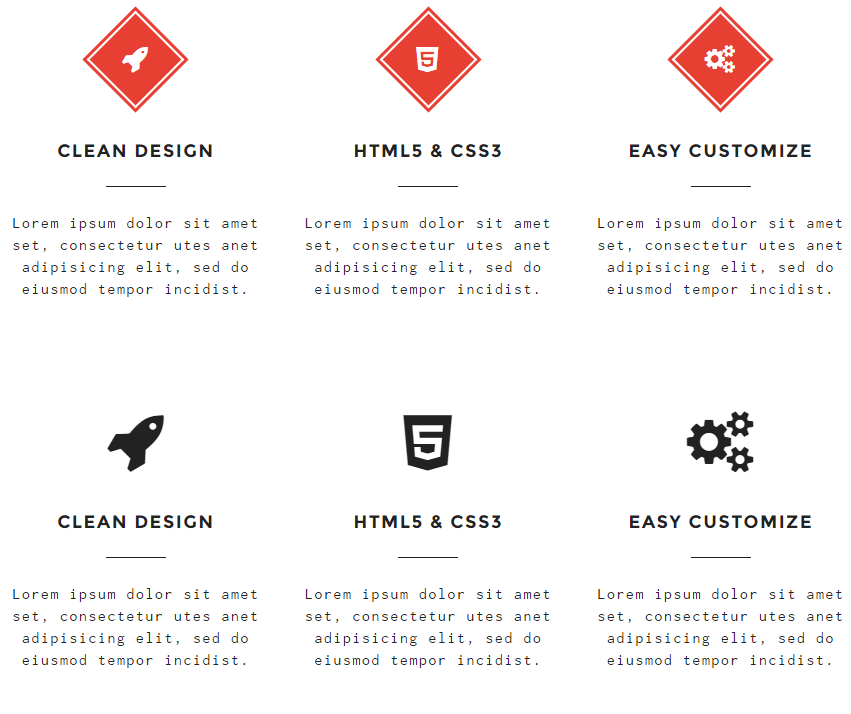 CLEAN DESIGN
Lorem ipsum dolor sit amet
set, consectetur utes anet
adipisicing elit, sed do
eiusmod tempor incidist.
HTML5 & CSS3
Lorem ipsum dolor sit amet
set, consectetur utes anet
adipisicing elit, sed do
eiusmod tempor incidist.
EASY CUSTOMIZE
Lorem ipsum dolor sit amet
set, consectetur utes anet
adipisicing elit, sed do
eiusmod tempor incidist.
CLEAN DESIGN
Lorem ipsum dolor sit amet
set, consectetur utes anet
adipisicing elit, sed do
eiusmod tempor incidist.
HTML5 & CSS3
Lorem ipsum dolor sit amet
set, consectetur utes anet
adipisicing elit, sed do
eiusmod tempor incidist.
EASY CUSTOMIZE
Lorem ipsum dolor sit amet
set, consectetur utes anet
adipisicing elit, sed do
eiusmod tempor incidist.